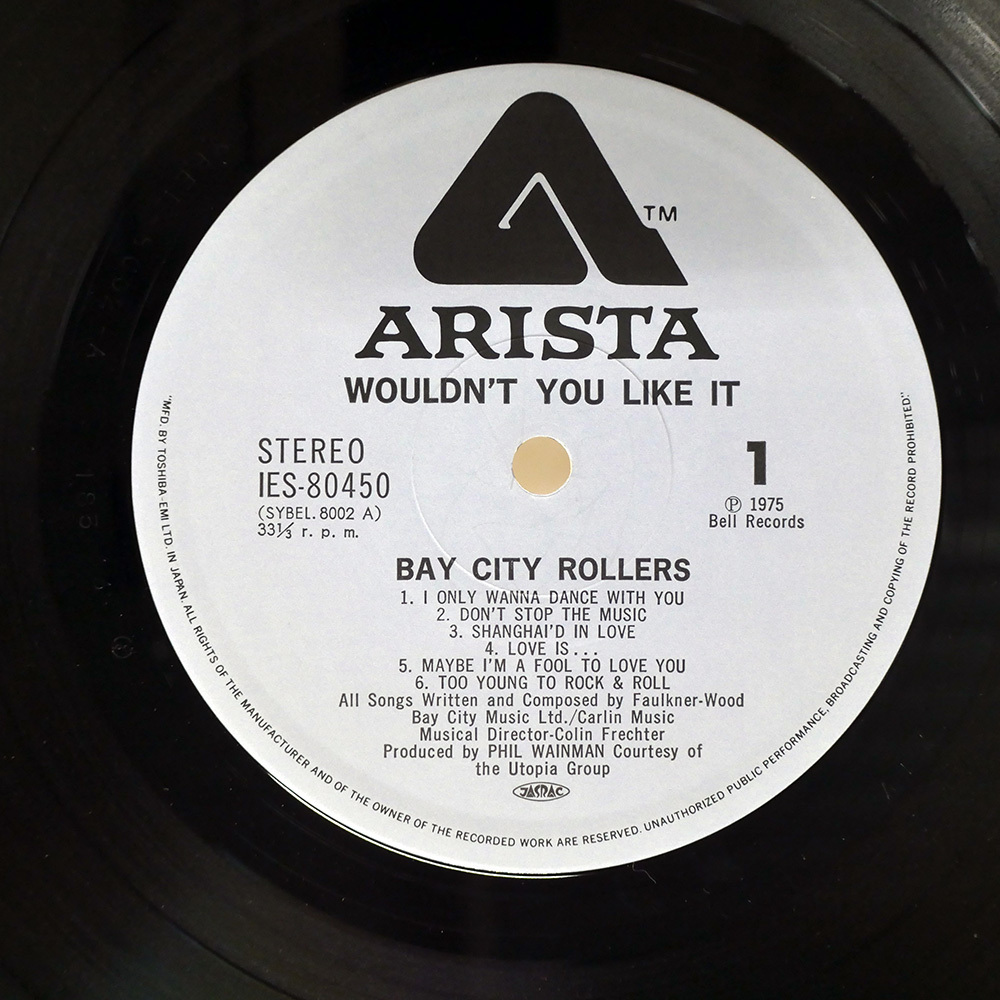 TM
ARISTA
WOULDN'T YOU LIKE IT
STEREO
IES-80450
(SYBEL. 8002 A)
33⅓ r. p. m.
1
Ⓟ 1975
Bell Records
BAY CITY ROLLERS
1. I ONLY WANNA DANCE WITH YOU
2. DON'T STOP THE MUSIC
3. SHANGHAI'D IN LOVE
4. LOVE IS...
5. MAYBE I'M A FOOL TO LOVE YOU
6. TOO YOUNG TO ROCK & ROLL
All Songs Written and Composed by Faulkner-Wood
Bay City Music Ltd./Carlin Music
Musical Director-Colin Frechter
Produced by PHIL WAINMAN Courtesy of
the Utopia Group
JASRAC
"MFD. BY TOSHIBA-EMI LTD. IN JAPAN. ALL RIGHTS OF THE MANUFACTURER AND OF THE OWNER OF THE RECORDED WORK ARE RESERVED. UNAUTHORIZED PUBLIC PERFORMANCE, BROADCASTING AND COPYING OF THE RECORD PROHIBITED."